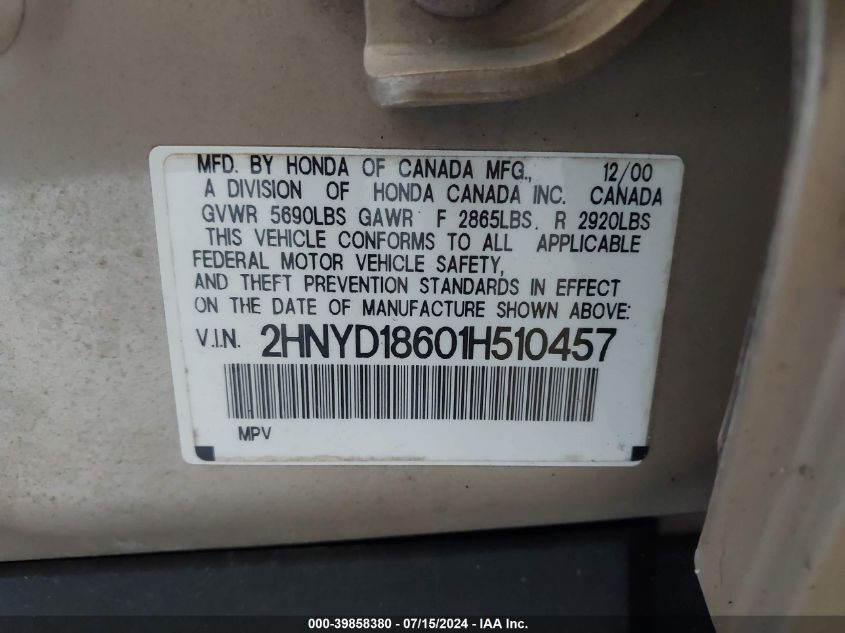 MFD. BY HONDA OF CANADA MFG., 12/00
A DIVISION OF HONDA CANADA INC. CANADA
GVWR 5690LBS GAWR F 2865LBS. R 2920LBS
THIS VEHICLE CONFORMS TO ALL APPLICABLE
FEDERAL MOTOR VEHICLE SAFETY,
AND THEFT PREVENTION STANDARDS IN EFFECT
ON THE DATE OF MANUFACTURE SHOWN ABOVE:
V.I.N. 2HNYD18601H510457
MPV
000-39858380 - 07/15/2024 - IAA Inc.